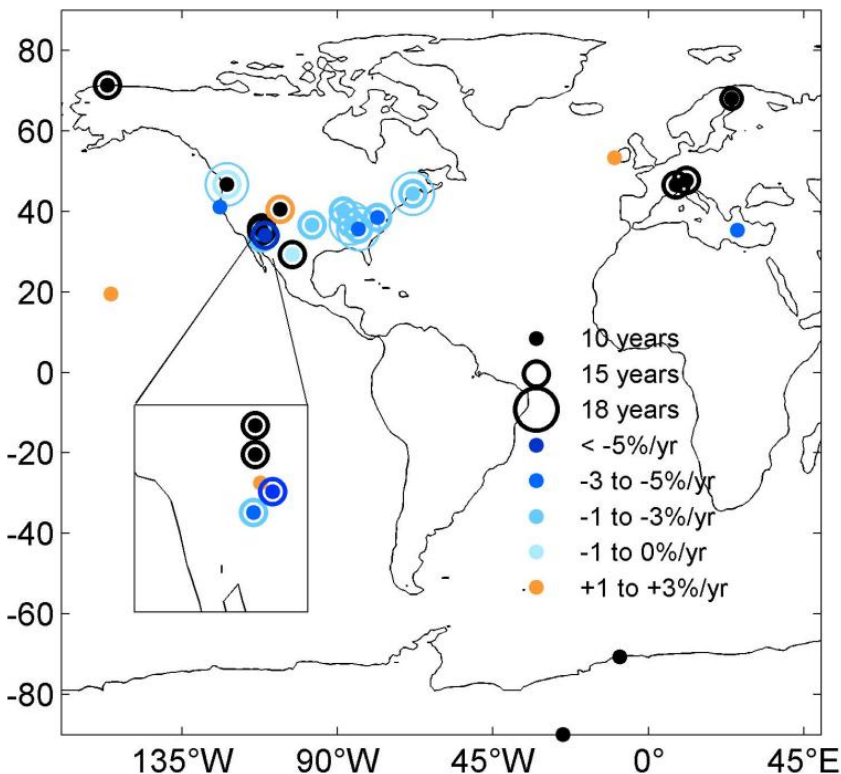 80
60
40
20
0
-20
-40
-60
-80
10 years
15 years
18 years
< -5%/yr
-3 to -5%/yr
-1 to -3%/yr
-1 to 0%/yr
+1 to +3%/yr
135°W 90°W 45°W 0° 45°E